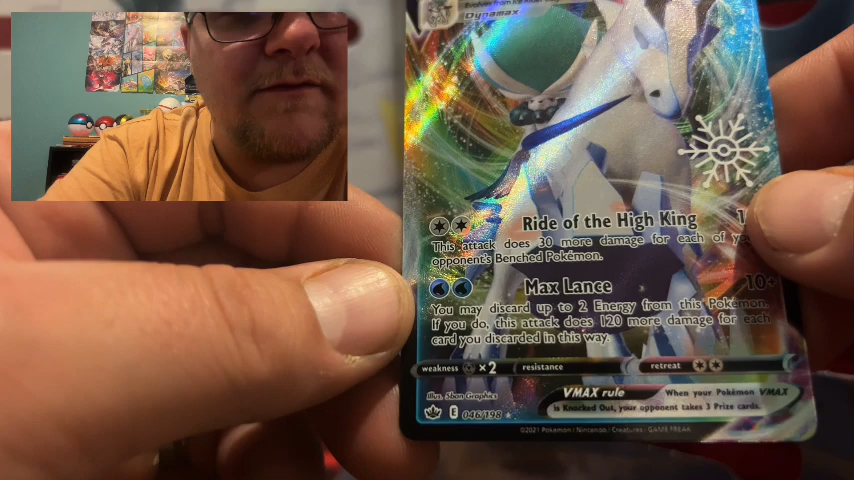 Dynamax
Ride of the High King 1
This attack does 30 more damage for each of you
opponent's Benched Pokémon.
Max Lance 10+
You may discard up to 2 Energy from this Pokémon.
If you do, this attack does 120 more damage for each
card you discarded in this way.
weakness ×2 resistance retreat
Illus. 5ban Graphics
VMAX rule When your Pokémon VMAX
is Knocked Out, your opponent takes 3 Prize cards.
E 046/198
©2021 Pokémon / Nintendo / Creatures / GAME FREAK